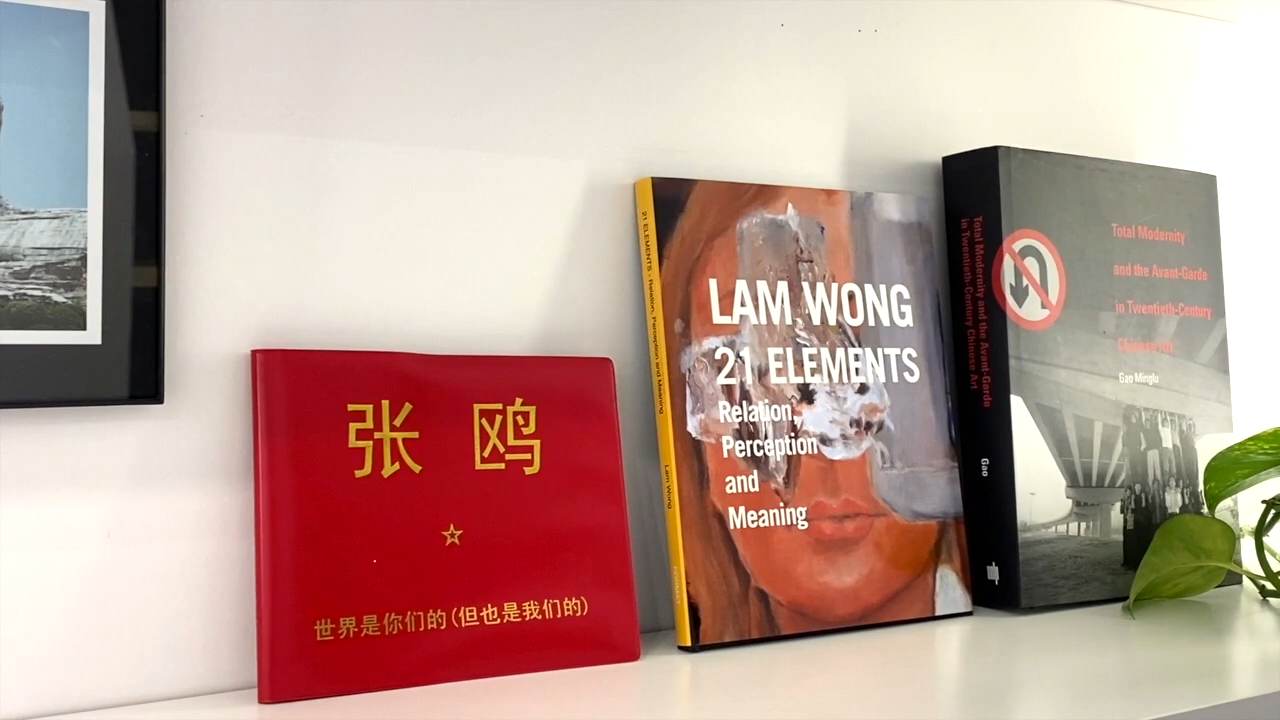 张 鸥
世界是你们的(但也是我们的)
21 ELEMENTS - Relation, Perception and Meaning
Lam Wong
LAM WONG
21 ELEMENTS
Relation,
Perception
and
Meaning
Total Modernity and the Avant-Garde
in Twentieth-Century Chinese Art
Gao
Total Modernity
and the Avant-Garde
in Twentieth-Century
Chinese Art
Gao Minglu